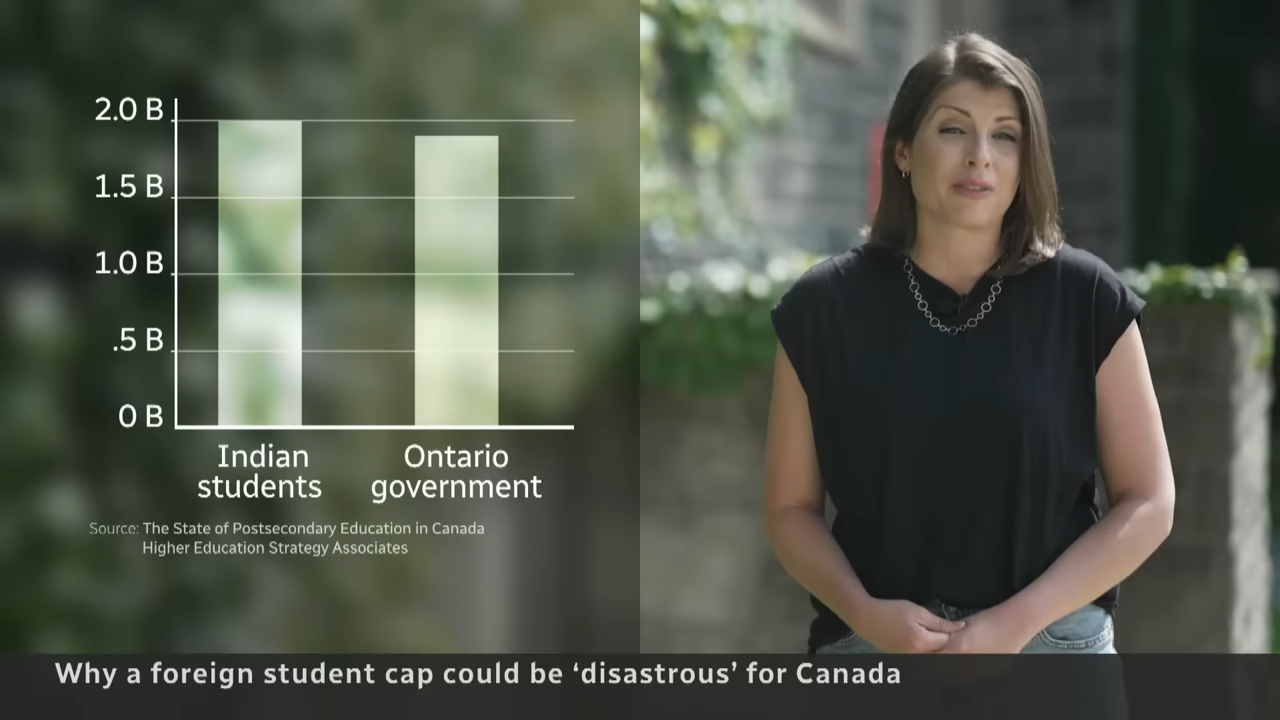 2.0 B
1.5 B
1.0 B
.5 B
0 B
Indian
students
Ontario
government
Source: The State of Postsecondary Education in Canada
Higher Education Strategy Associates
Why a foreign student cap could be ‘disastrous’ for Canada